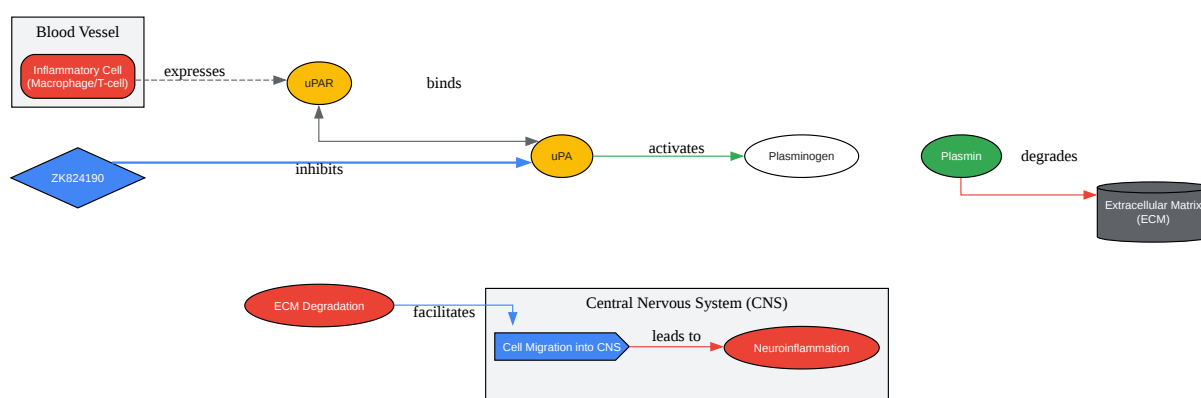 Blood Vessel
Inflammatory Cell
(Macrophage/T-cell)
expresses
uPAR
binds
ZK824190
inhibits
uPA
activates
Plasminogen
Plasmin
degrades
Extracellular Matrix
(ECM)
ECM Degradation
facilitates
Central Nervous System (CNS)
Cell Migration into CNS
leads to
Neuroinflammation